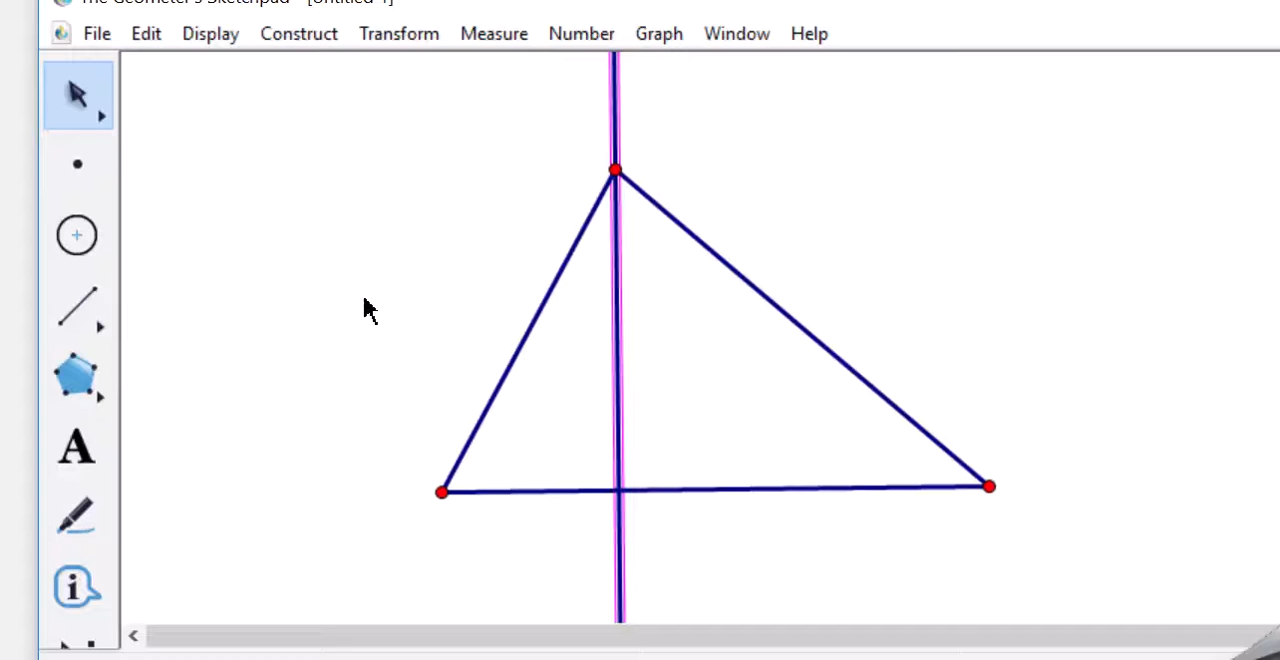 The Geometer's Sketchpad - [Untitled 1]
File Edit Display Construct Transform Measure Number Graph Window Help
A
i